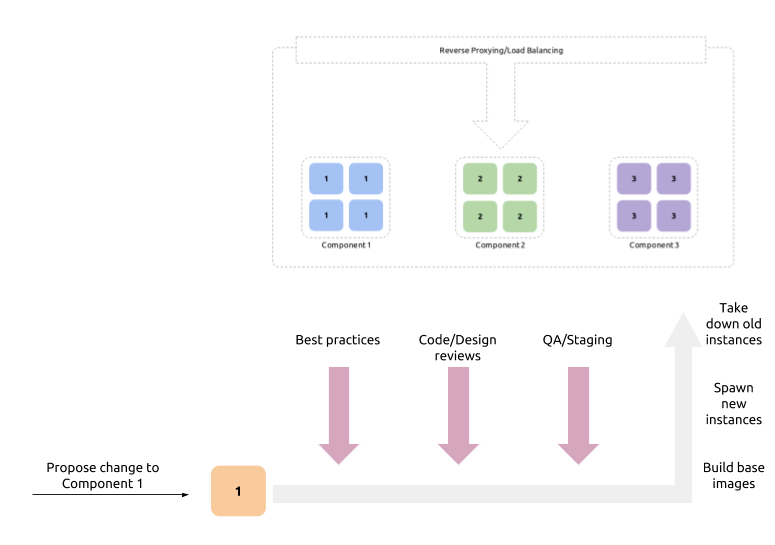 Reverse Proxying/Load Balancing
1 1
2 2
3 3
1 1
2 2
3 3
Component 1
Component 2
Component 3
Take
down old
instances
Best practices
Code/Design
reviews
QA/Staging
Spawn
new
instances
Build base
images
Propose change to
Component 1
1